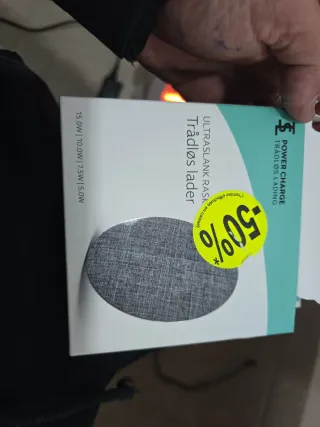 POWER CHARGE
TRÅDLØS LADING
ULTRASLANK RASK
Trådløs lader
50%*
15.0W | 10.0W | 7.5W | 5.0W